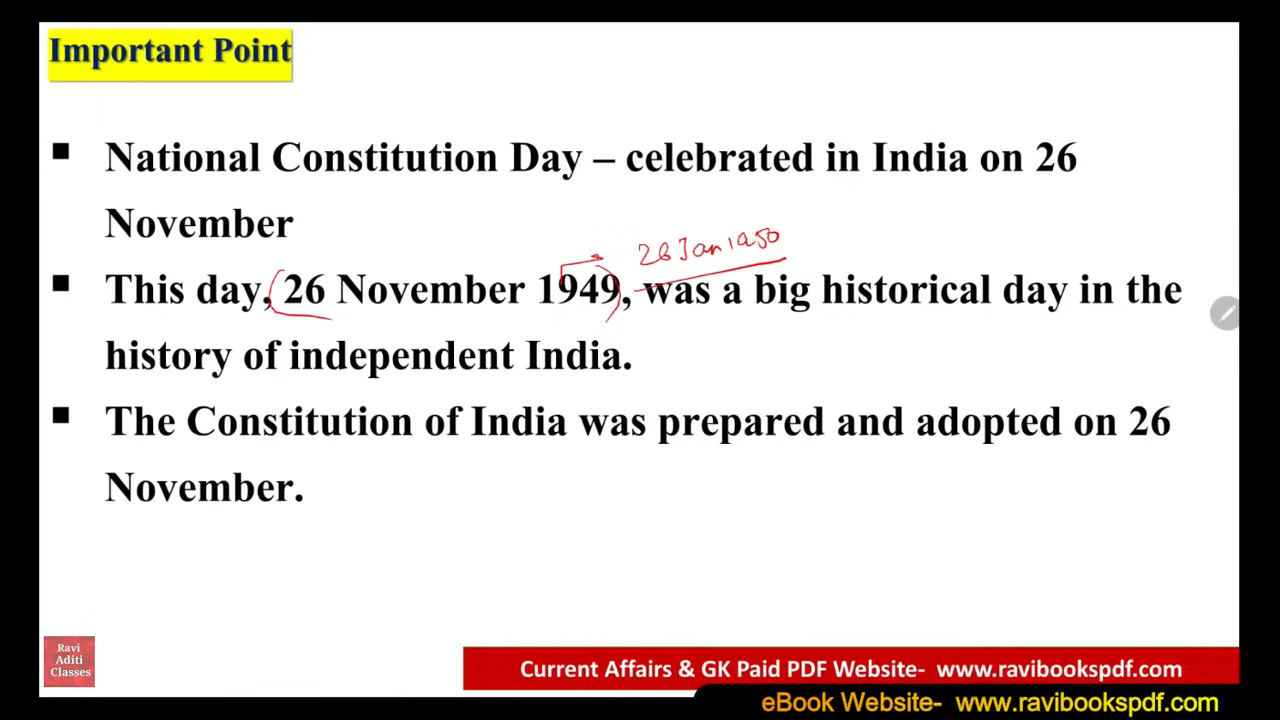 Important Point
▪ National Constitution Day – celebrated in India on 26
November
26 Jan 1950
▪ This day, 26 November 1949, was a big historical day in the
history of independent India.
▪ The Constitution of India was prepared and adopted on 26
November.
Ravi
Aditi
Classes
Current Affairs & GK Paid PDF Website- www.ravibookspdf.com
eBook Website- www.ravibookspdf.com